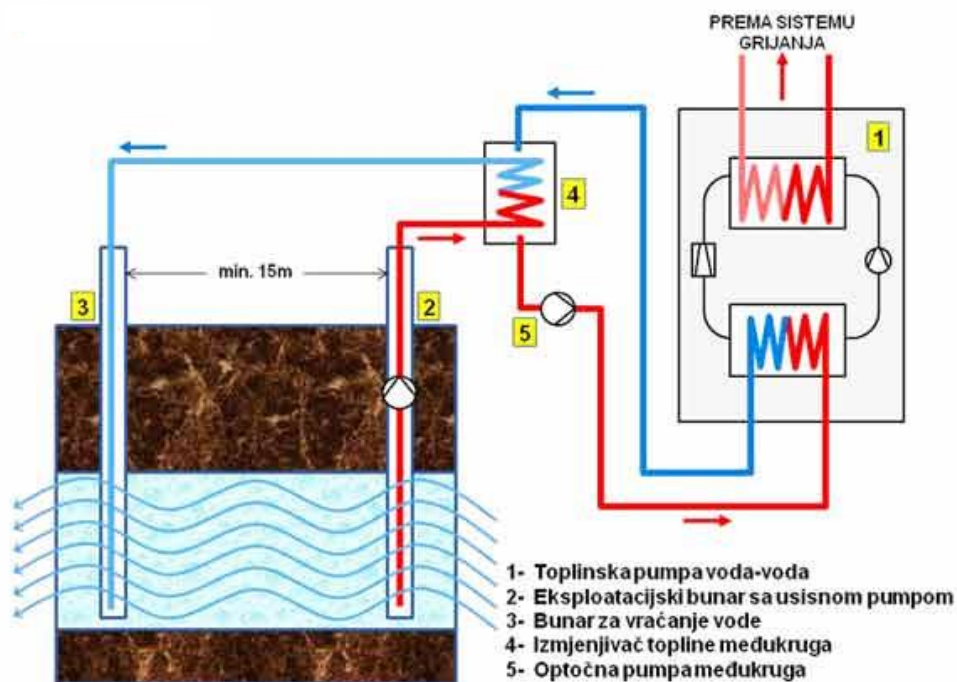 PREMA SISTEMU
GRIJANJA
1
4
min. 15m
3
2
5
1- Toplinska pumpa voda-voda
2- Eksploatacijski bunar sa usisnom pumpom
3- Bunar za vraćanje vode
4- Izmjenjivač topline međukruga
5- Optočna pumpa međukruga